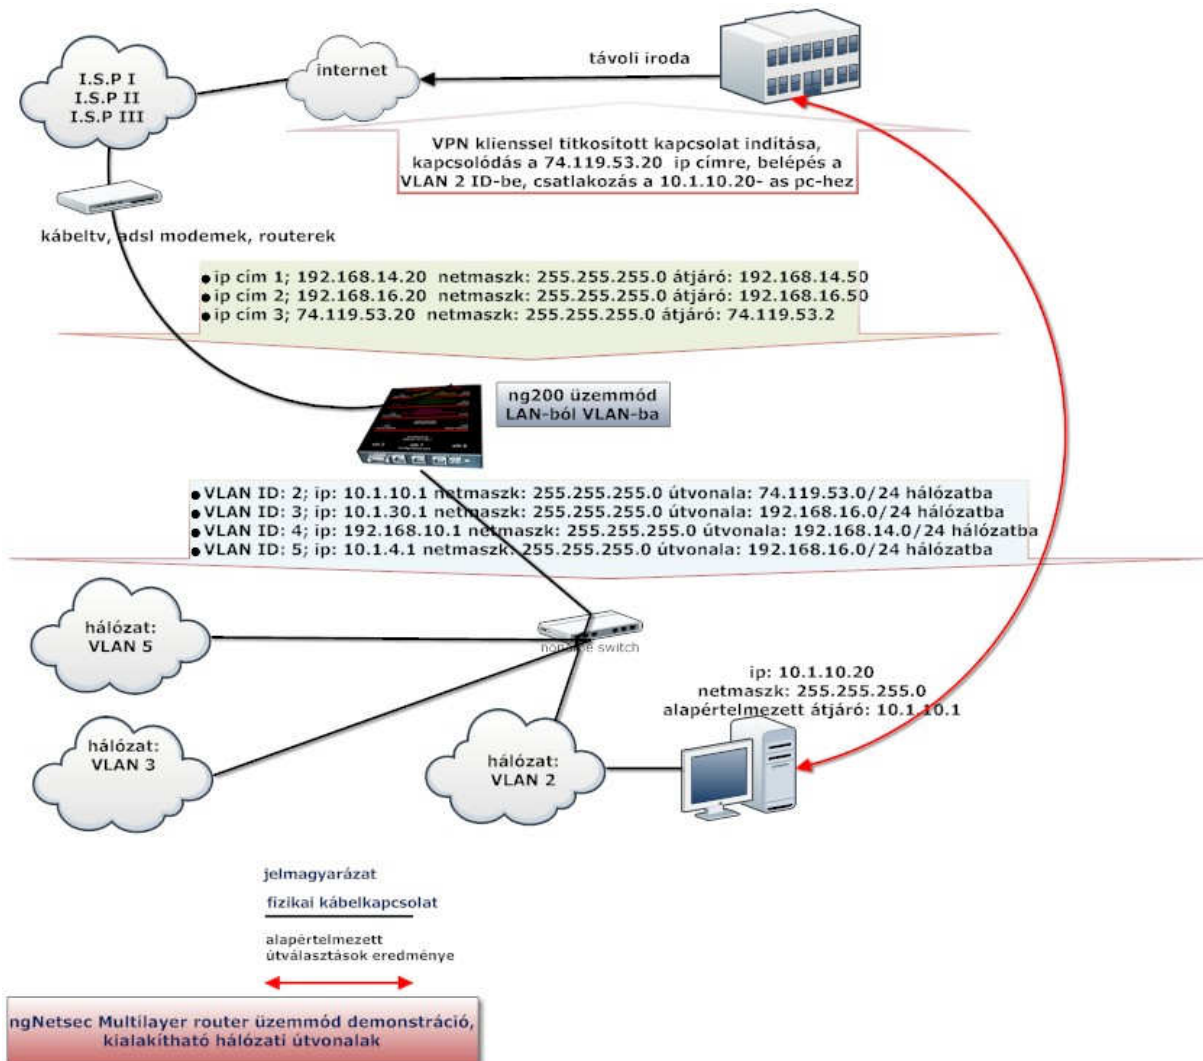 I.S.P I
I.S.P II
I.S.P III
internet
távoli iroda
VPN klienssel titkosított kapcsolat indítása,
kapcsolódás a 74.119.53.20 ip címre, belépés a
VLAN 2 ID-be, csatlakozás a 10.1.10.20- as pc-hez
kábeltv, adsl modemek, routerek
● ip cím 1; 192.168.14.20 netmaszk: 255.255.255.0 átjáró: 192.168.14.50
● ip cím 2; 192.168.16.20 netmaszk: 255.255.255.0 átjáró: 192.168.16.50
● ip cím 3; 74.119.53.20 netmaszk: 255.255.255.0 átjáró: 74.119.53.2
ng200 üzemmód
LAN-ból VLAN-ba
● VLAN ID: 2; ip: 10.1.10.1 netmaszk: 255.255.255.0 útvonala: 74.119.53.0/24 hálózatba
● VLAN ID: 3; ip: 10.1.30.1 netmaszk: 255.255.255.0 útvonala: 192.168.16.0/24 hálózatba
● VLAN ID: 4; ip: 192.168.10.1 netmaszk: 255.255.255.0 útvonala: 192.168.14.0/24 hálózatba
● VLAN ID: 5; ip: 10.1.4.1 netmaszk: 255.255.255.0 útvonala: 192.168.16.0/24 hálózatba
hálózat:
VLAN 5
switch
ip: 10.1.10.20
netmaszk: 255.255.255.0
alapértelmezett átjáró: 10.1.10.1
hálózat:
VLAN 3
hálózat:
VLAN 2
jelmagyarázat
fizikai kábelkapcsolat
alapértelmezett
útválasztások eredménye
ngNetsec Multilayer router üzemmód demonstráció,
kialakítható hálózati útvonalak